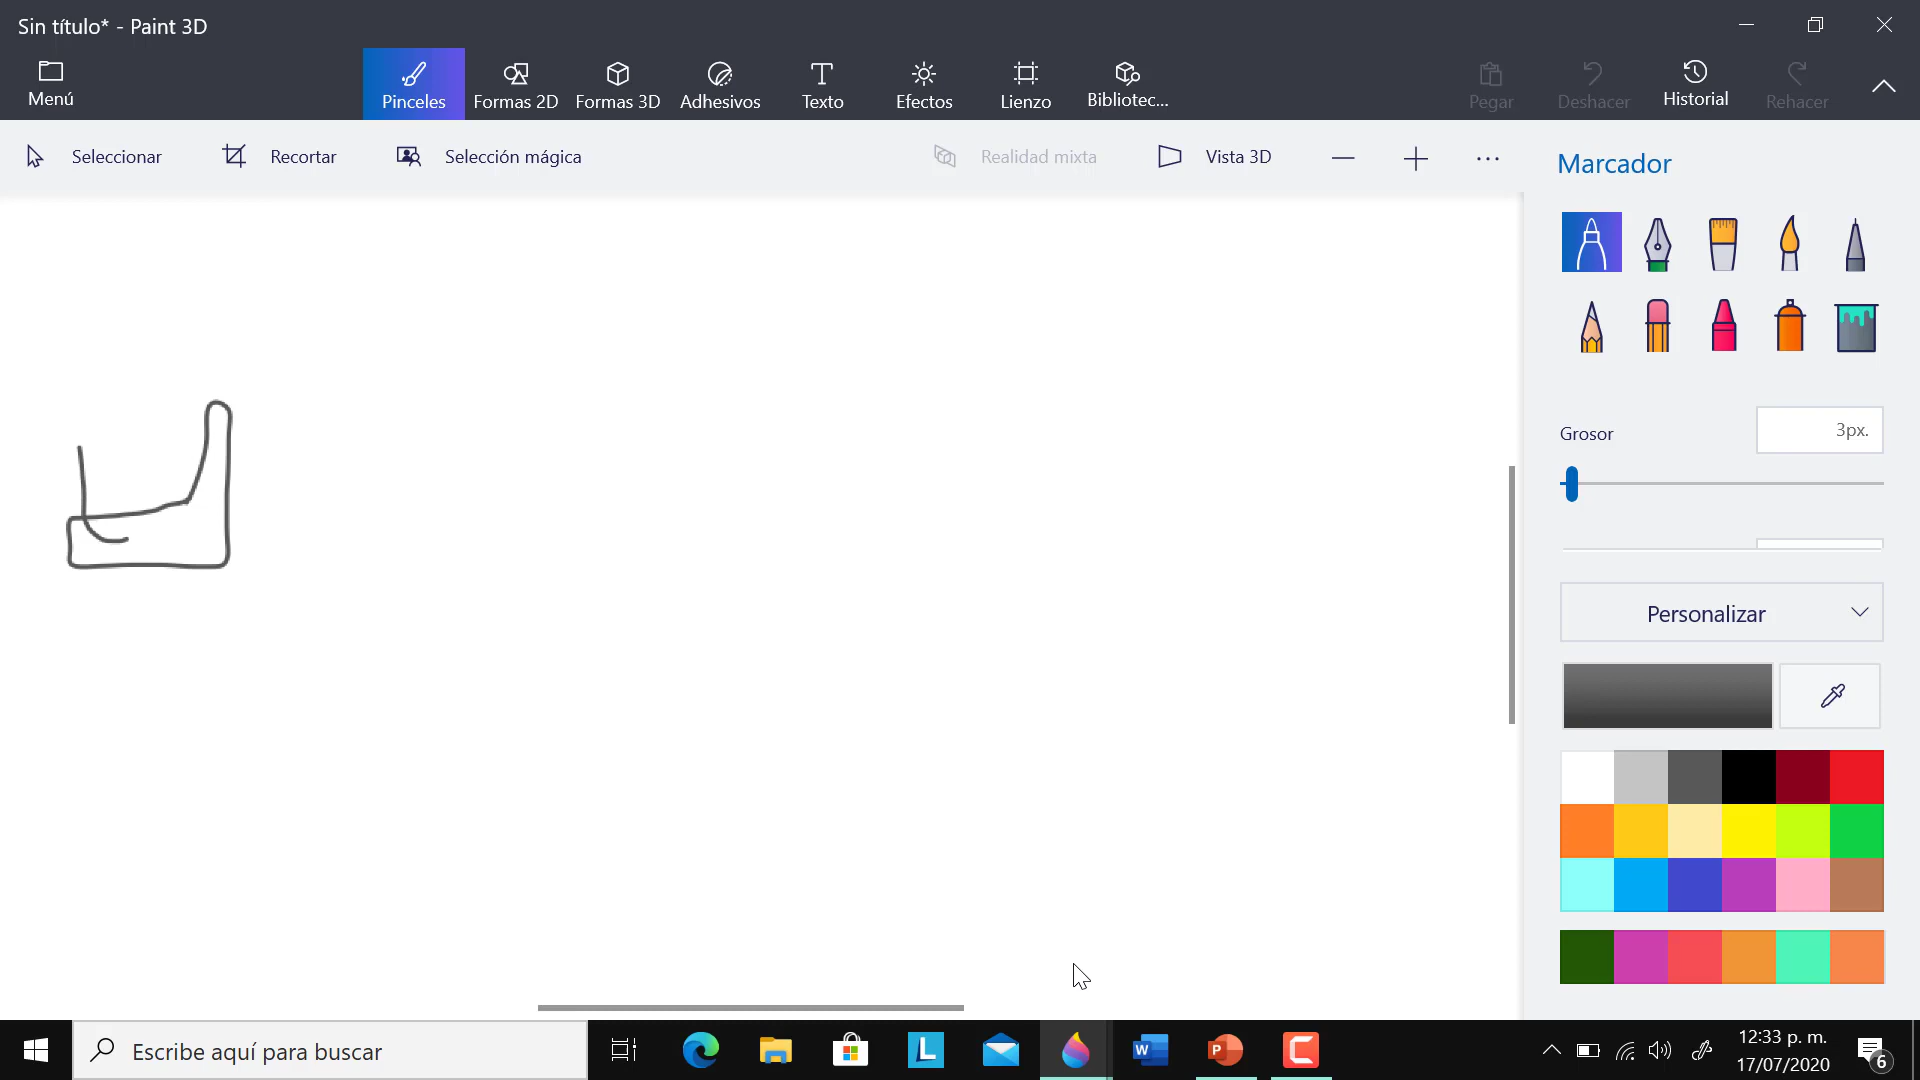 Sin título* - Paint 3D
Menú
Pinceles
Formas 2D
Formas 3D
Adhesivos
Texto
Efectos
Lienzo
Bibliotec...
Pegar
Deshacer
Historial
Rehacer
Seleccionar
Recortar
Selección mágica
Realidad mixta
Vista 3D
Marcador
Grosor
3px.
Personalizar
Escribe aquí para buscar
L
W
P
C
12:33 p. m.
17/07/2020
6